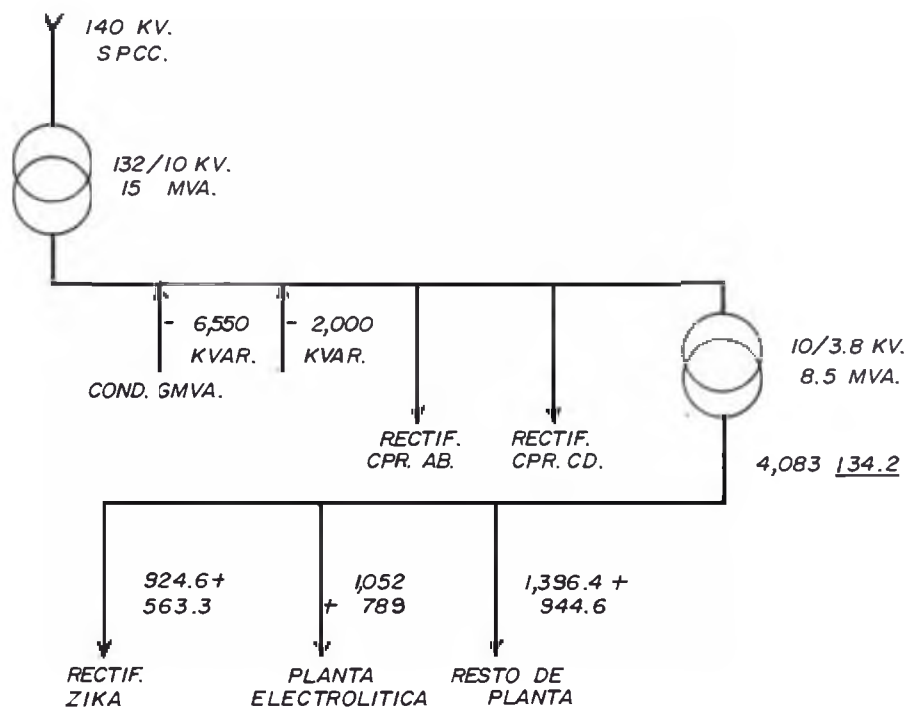 140 KV.
SPCC.
132/10 KV.
15 MVA.
- 6,550
KVAR.
- 2,000
KVAR.
COND. GMVA.
RECTIF.
CPR. AB.
RECTIF.
CPR. CD.
10/3.8 KV.
8.5 MVA.
4,083 134.2
924.6+
563.3
1,052
+ 789
1,396.4 +
944.6
RECTIF.
ZIKA
PLANTA
ELECTROLITICA
RESTO DE
PLANTA